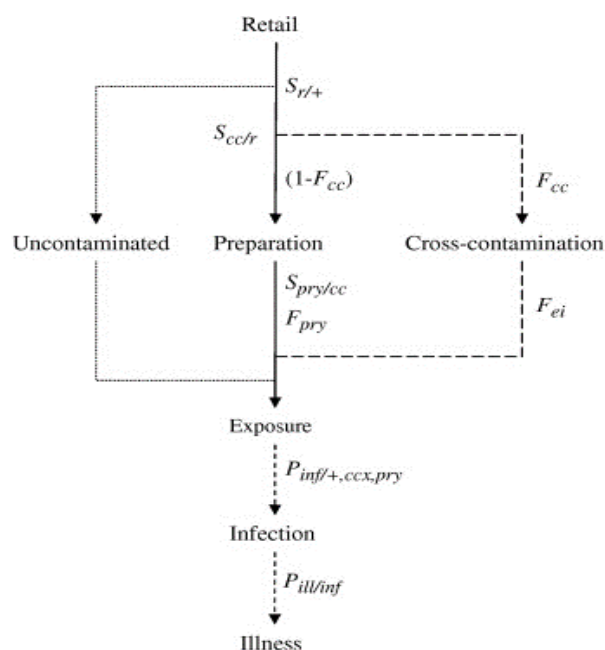 Retail
S_{r/+}
S_{cc/r}
(1-F_{cc})
F_{cc}
Uncontaminated
Preparation
Cross-contamination
S_{pry/cc}
F_{pry}
F_{ei}
Exposure
P_{inf/+,ccx,pry}
Infection
P_{ill/inf}
Illness